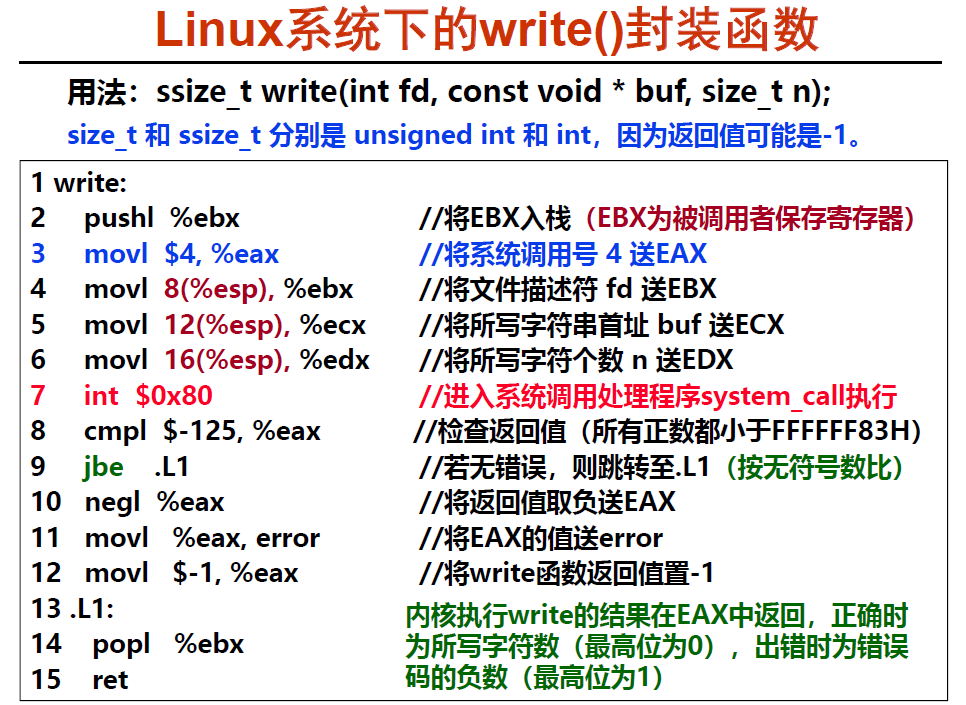 Linux系统下的write()封装函数
用法：ssize_t write(int fd, const void * buf, size_t n);
size_t 和 ssize_t 分别是 unsigned int 和 int，因为返回值可能是-1。
1 write:
2 pushl %ebx //将EBX入栈（EBX为被调用者保存寄存器）
3 movl $4, %eax //将系统调用号 4 送EAX
4 movl 8(%esp), %ebx //将文件描述符 fd 送EBX
5 movl 12(%esp), %ecx //将所写字符串首址 buf 送ECX
6 movl 16(%esp), %edx //将所写字符个数 n 送EDX
7 int $0x80 //进入系统调用处理程序system_call执行
8 cmpl $-125, %eax //检查返回值（所有正数都小于FFFFFF83H）
9 jbe .L1 //若无错误，则跳转至.L1（按无符号数比）
10 negl %eax //将返回值取负送EAX
11 movl %eax, error //将EAX的值送error
12 movl $-1, %eax //将write函数返回值置-1
13 .L1:
14 popl %ebx
15 ret
内核执行write的结果在EAX中返回，正确时
为所写字符数（最高位为0），出错时为错误
码的负数（最高位为1）